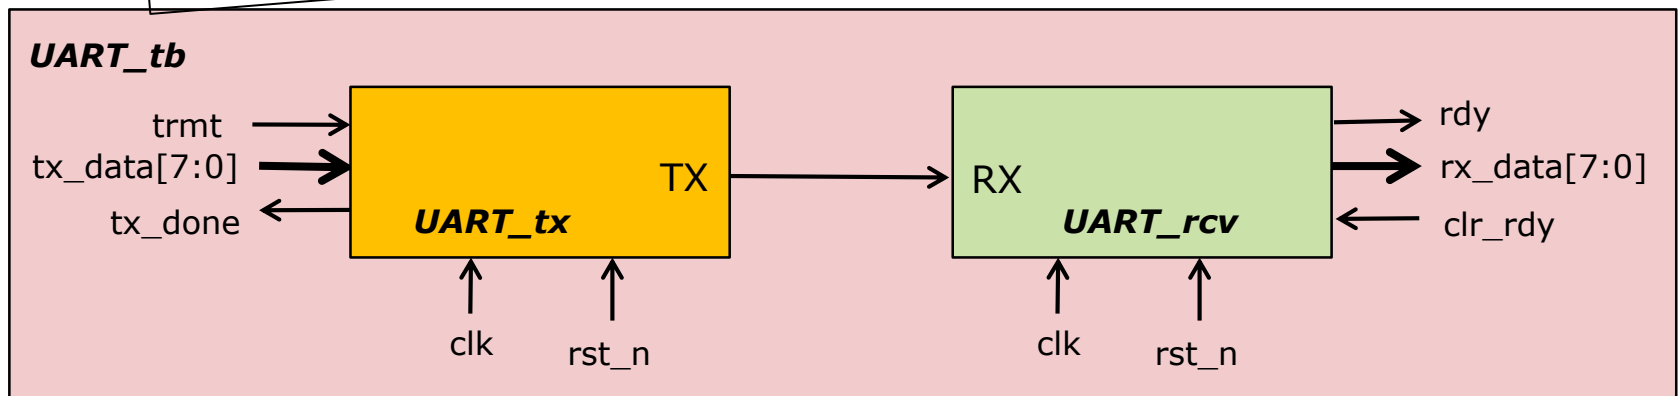 UART_tb
trmt
tx_data[7:0]
tx_done
TX
UART_tx
clk
rst_n
RX
UART_rcv
clk
rst_n
rdy
rx_data[7:0]
clr_rdy